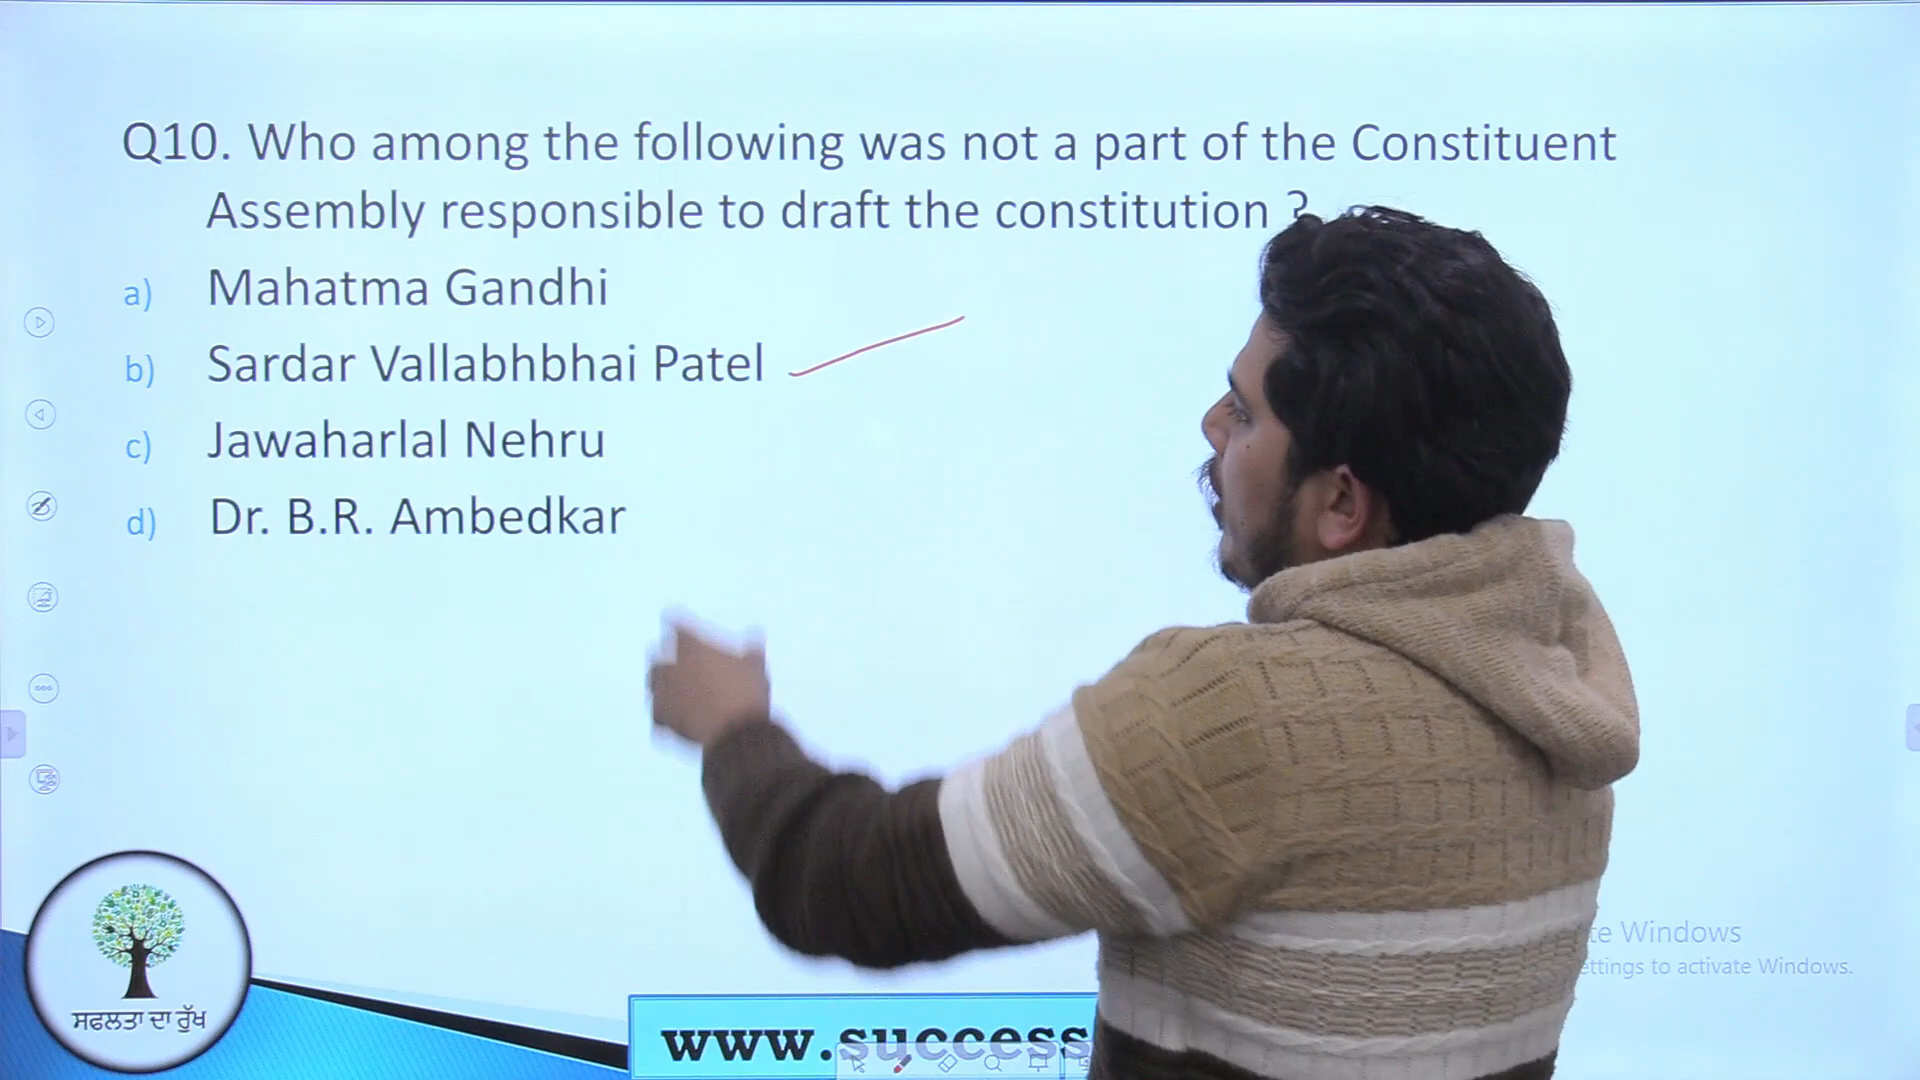 Q10. Who among the following was not a part of the Constituent
Assembly responsible to draft the constitution ?
a) Mahatma Gandhi
b) Sardar Vallabhbhai Patel
c) Jawaharlal Nehru
d) Dr. B.R. Ambedkar
te Windows
ettings to activate Windows.
ਸਫਲਤਾ ਦਾ ਰੁੱਖ
www.success